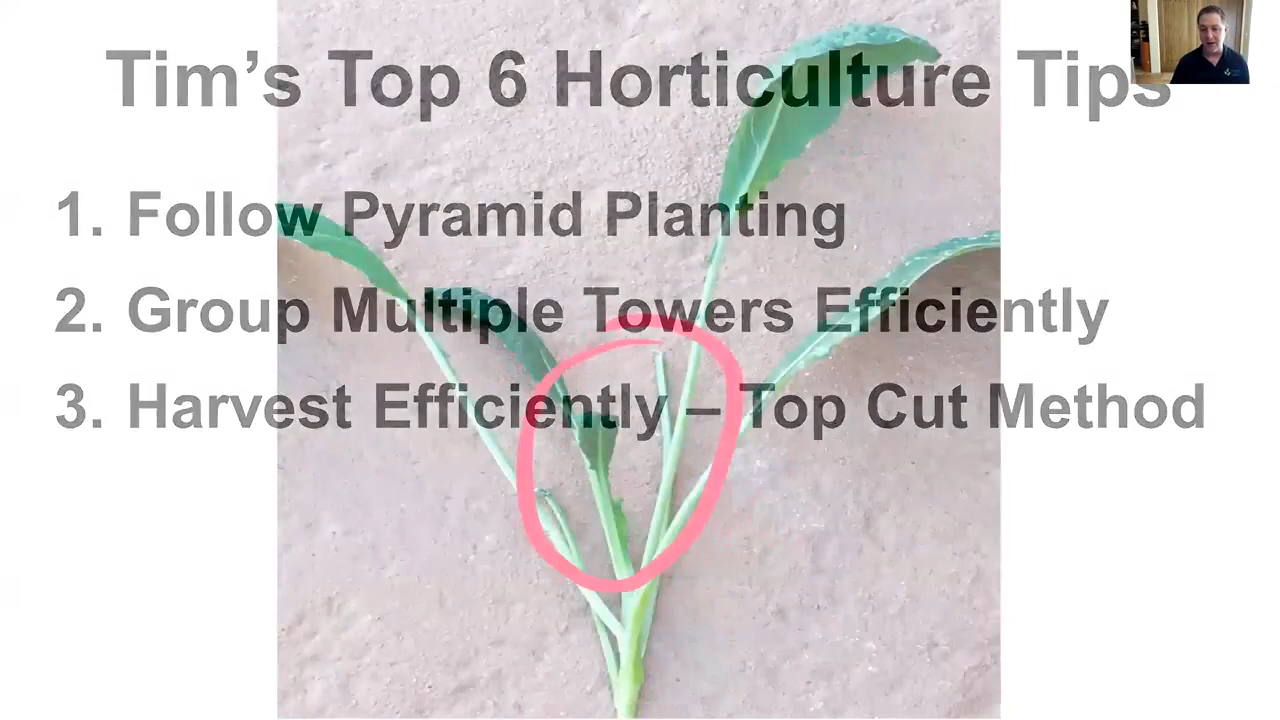 Tim's Top 6 Horticulture Tips
1. Follow Pyramid Planting
2. Group Multiple Towers Efficiently
3. Harvest Efficiently – Top Cut Method